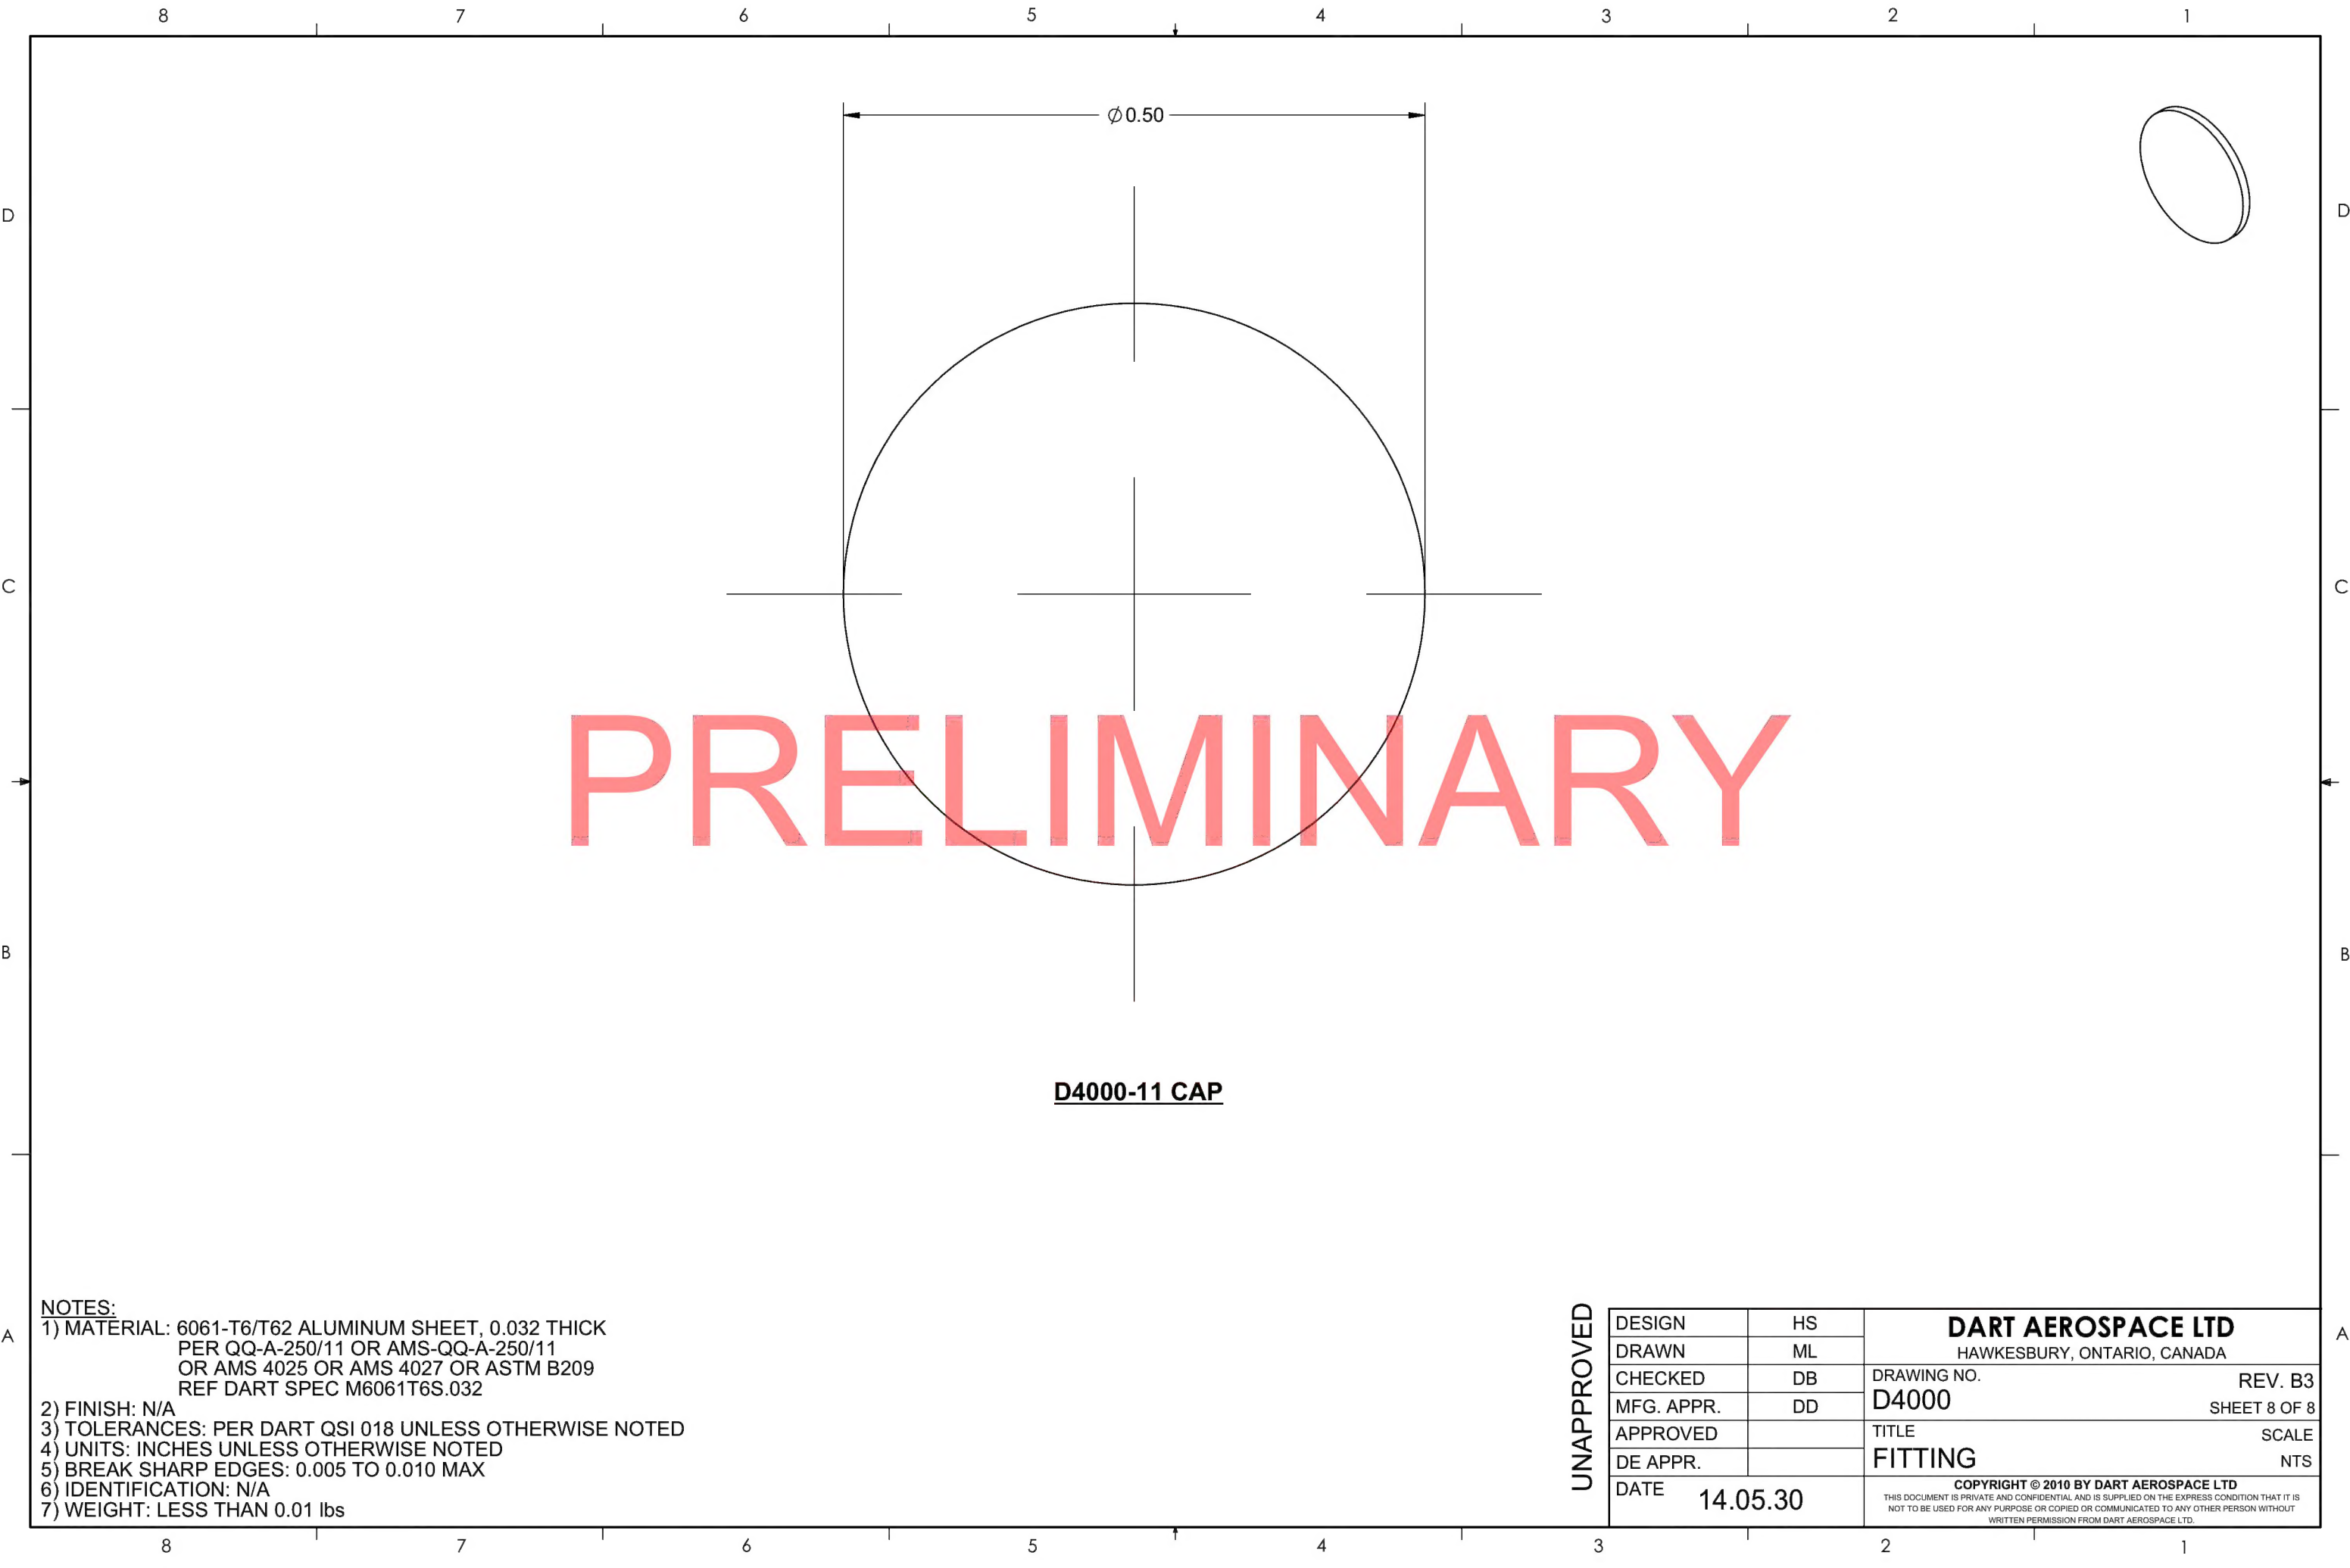 8 7 6 5 4 3 2 1
⌀0.50
D D
C C
PRELIMINARY
B B
D4000-11 CAP
A A
NOTES:
1) MATERIAL: 6061-T6/T62 ALUMINUM SHEET, 0.032 THICK
PER QQ-A-250/11 OR AMS-QQ-A-250/11
OR AMS 4025 OR AMS 4027 OR ASTM B209
REF DART SPEC M6061T6S.032
2) FINISH: N/A
3) TOLERANCES: PER DART QSI 018 UNLESS OTHERWISE NOTED
4) UNITS: INCHES UNLESS OTHERWISE NOTED
5) BREAK SHARP EDGES: 0.005 TO 0.010 MAX
6) IDENTIFICATION: N/A
7) WEIGHT: LESS THAN 0.01 lbs
UNAPPROVED
DESIGN HS
DRAWN ML
CHECKED DB
MFG. APPR. DD
APPROVED
DE APPR.
DATE 14.05.30
DART AEROSPACE LTD
HAWKESBURY, ONTARIO, CANADA
DRAWING NO. REV. B3
D4000 SHEET 8 OF 8
TITLE SCALE
FITTING NTS
COPYRIGHT © 2010 BY DART AEROSPACE LTD
THIS DOCUMENT IS PRIVATE AND CONFIDENTIAL AND IS SUPPLIED ON THE EXPRESS CONDITION THAT IT IS
NOT TO BE USED FOR ANY PURPOSE OR COPIED OR COMMUNICATED TO ANY OTHER PERSON WITHOUT
WRITTEN PERMISSION FROM DART AEROSPACE LTD.
8 7 6 5 4 3 2 1